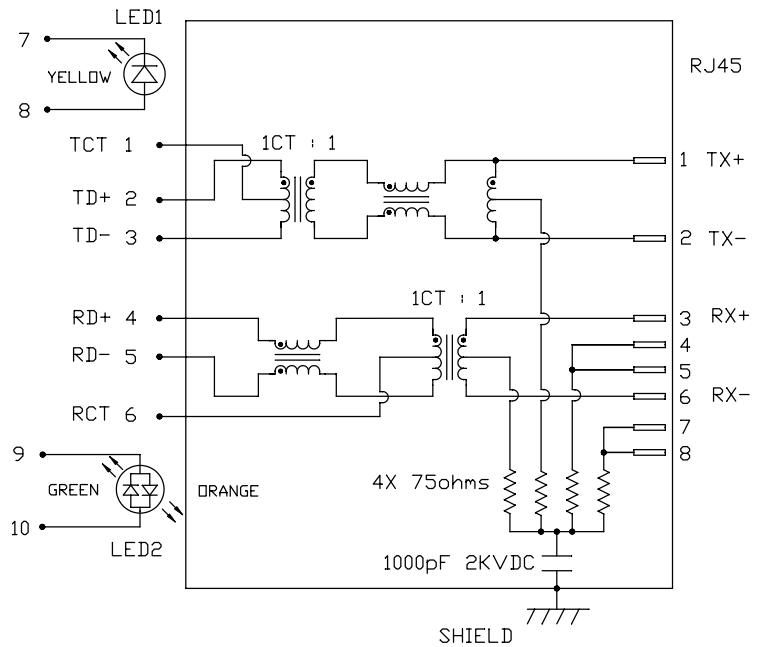 LED1
7
YELLOW
8
RJ45
TCT 1
1CT : 1
1 TX+
TD+ 2
TD- 3
2 TX-
1CT : 1
RD+ 4
3 RX+
4
RD- 5
5
6 RX-
RCT 6
7
8
9
GREEN
ORANGE
4X 75ohms
10
LED2
1000pF 2KVDC
SHIELD